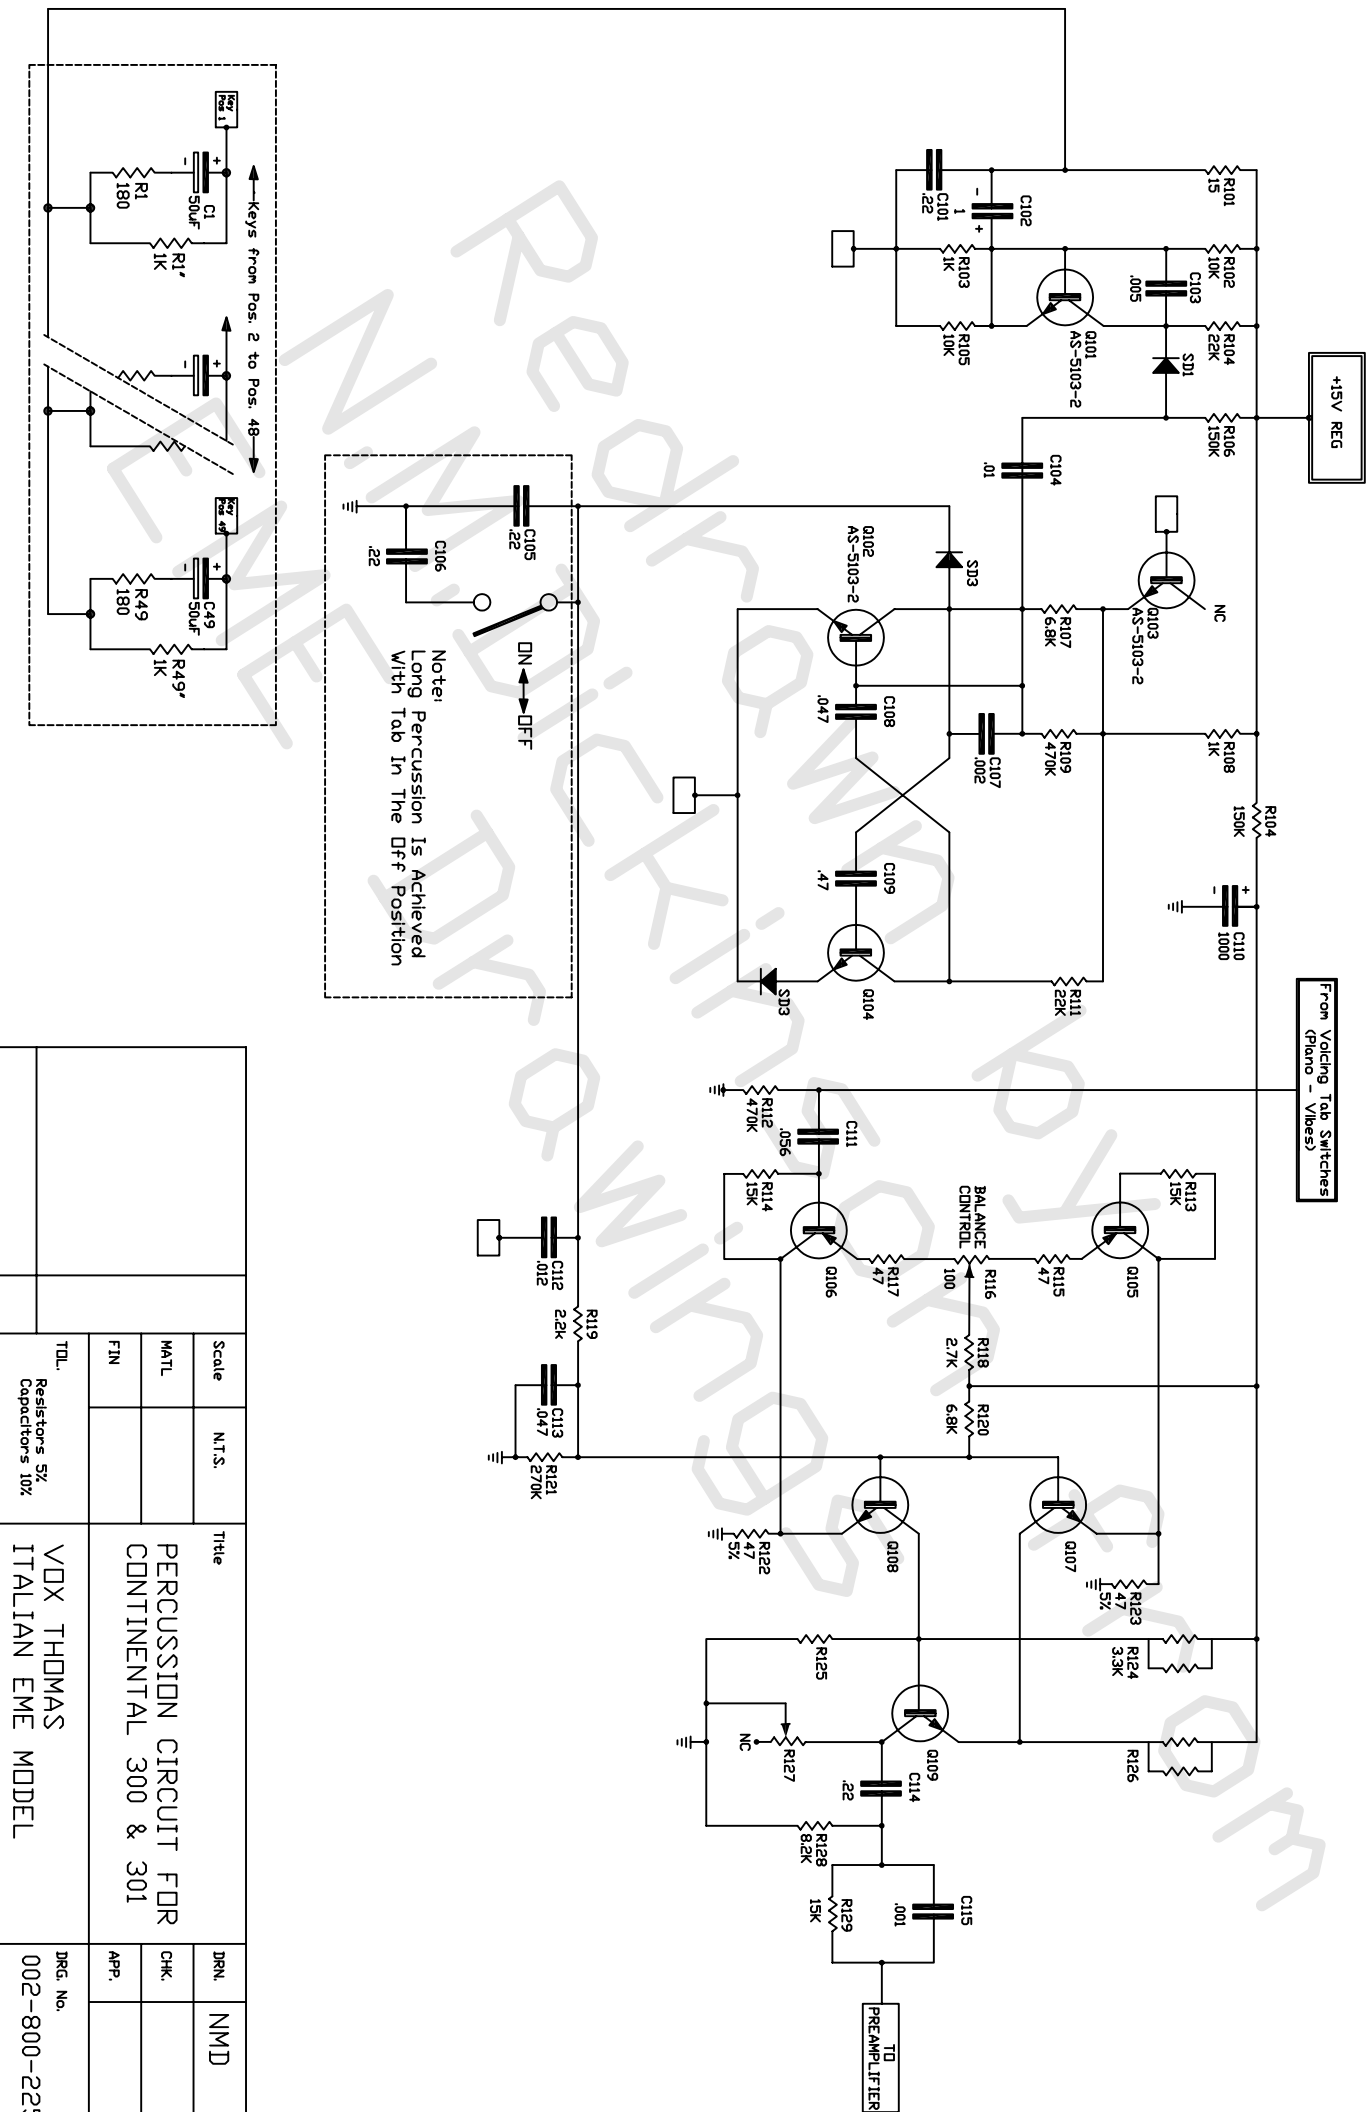 +15V REG
From Voicing Tab Switches
(Piano - Vibes)
R101
15
R102
10K
C103
.005
R104
22K
SD1
R106
150K
C102
- 1 +
C101
.22
R103
1K
Q101
AS-5103-2
R105
10K
C104
.01
NC
Q103
AS-5103-2
R107
6.8K
R108
1K
R109
470K
C107
.002
SD3
Q102
AS-5103-2
C108
.047
R104
150K
+
-
C110
1000
C109
.47
R111
22K
Q104
SD3
R112
470K
C111
.056
R114
15K
Q106
R117
47
BALANCE
CONTROL
R116
100
R115
47
Q105
R113
15K
R118
2.7K
R120
6.8K
Q107
Q108
R122
47
5%
R123
47
5%
R124
3.3K
R125
R126
Q109
R127
NC
C114
.22
R128
8.2K
C115
.001
R129
15K
TO
PREAMPLIFIER
C105
.22
C106
.22
ON OFF
Note:
Long Percussion Is Achieved
With Tab In The Off Position
C112
.012
R119
2.2k
C113
.047
R121
270K
Key
Pos 1
Keys from Pos. 2 to Pos. 48
+
-
C1
50uF
R1
180
R1"
1K
+
-
Key
Pos 49
+
-
C49
50uF
R49
180
R49"
1K
Scale
N.T.S.
MATL
FIN
TOL.
Resistors 5%
Capacitors 10%
Title
PERCUSSION CIRCUIT FOR
CONTINENTAL 300 & 301
VOX THOMAS
ITALIAN EME MODEL
DRN.
NMD
CHK.
APP.
DRG. No.
002-800-225
Redrawn by
N.M.Dickinson from
EME Drawings